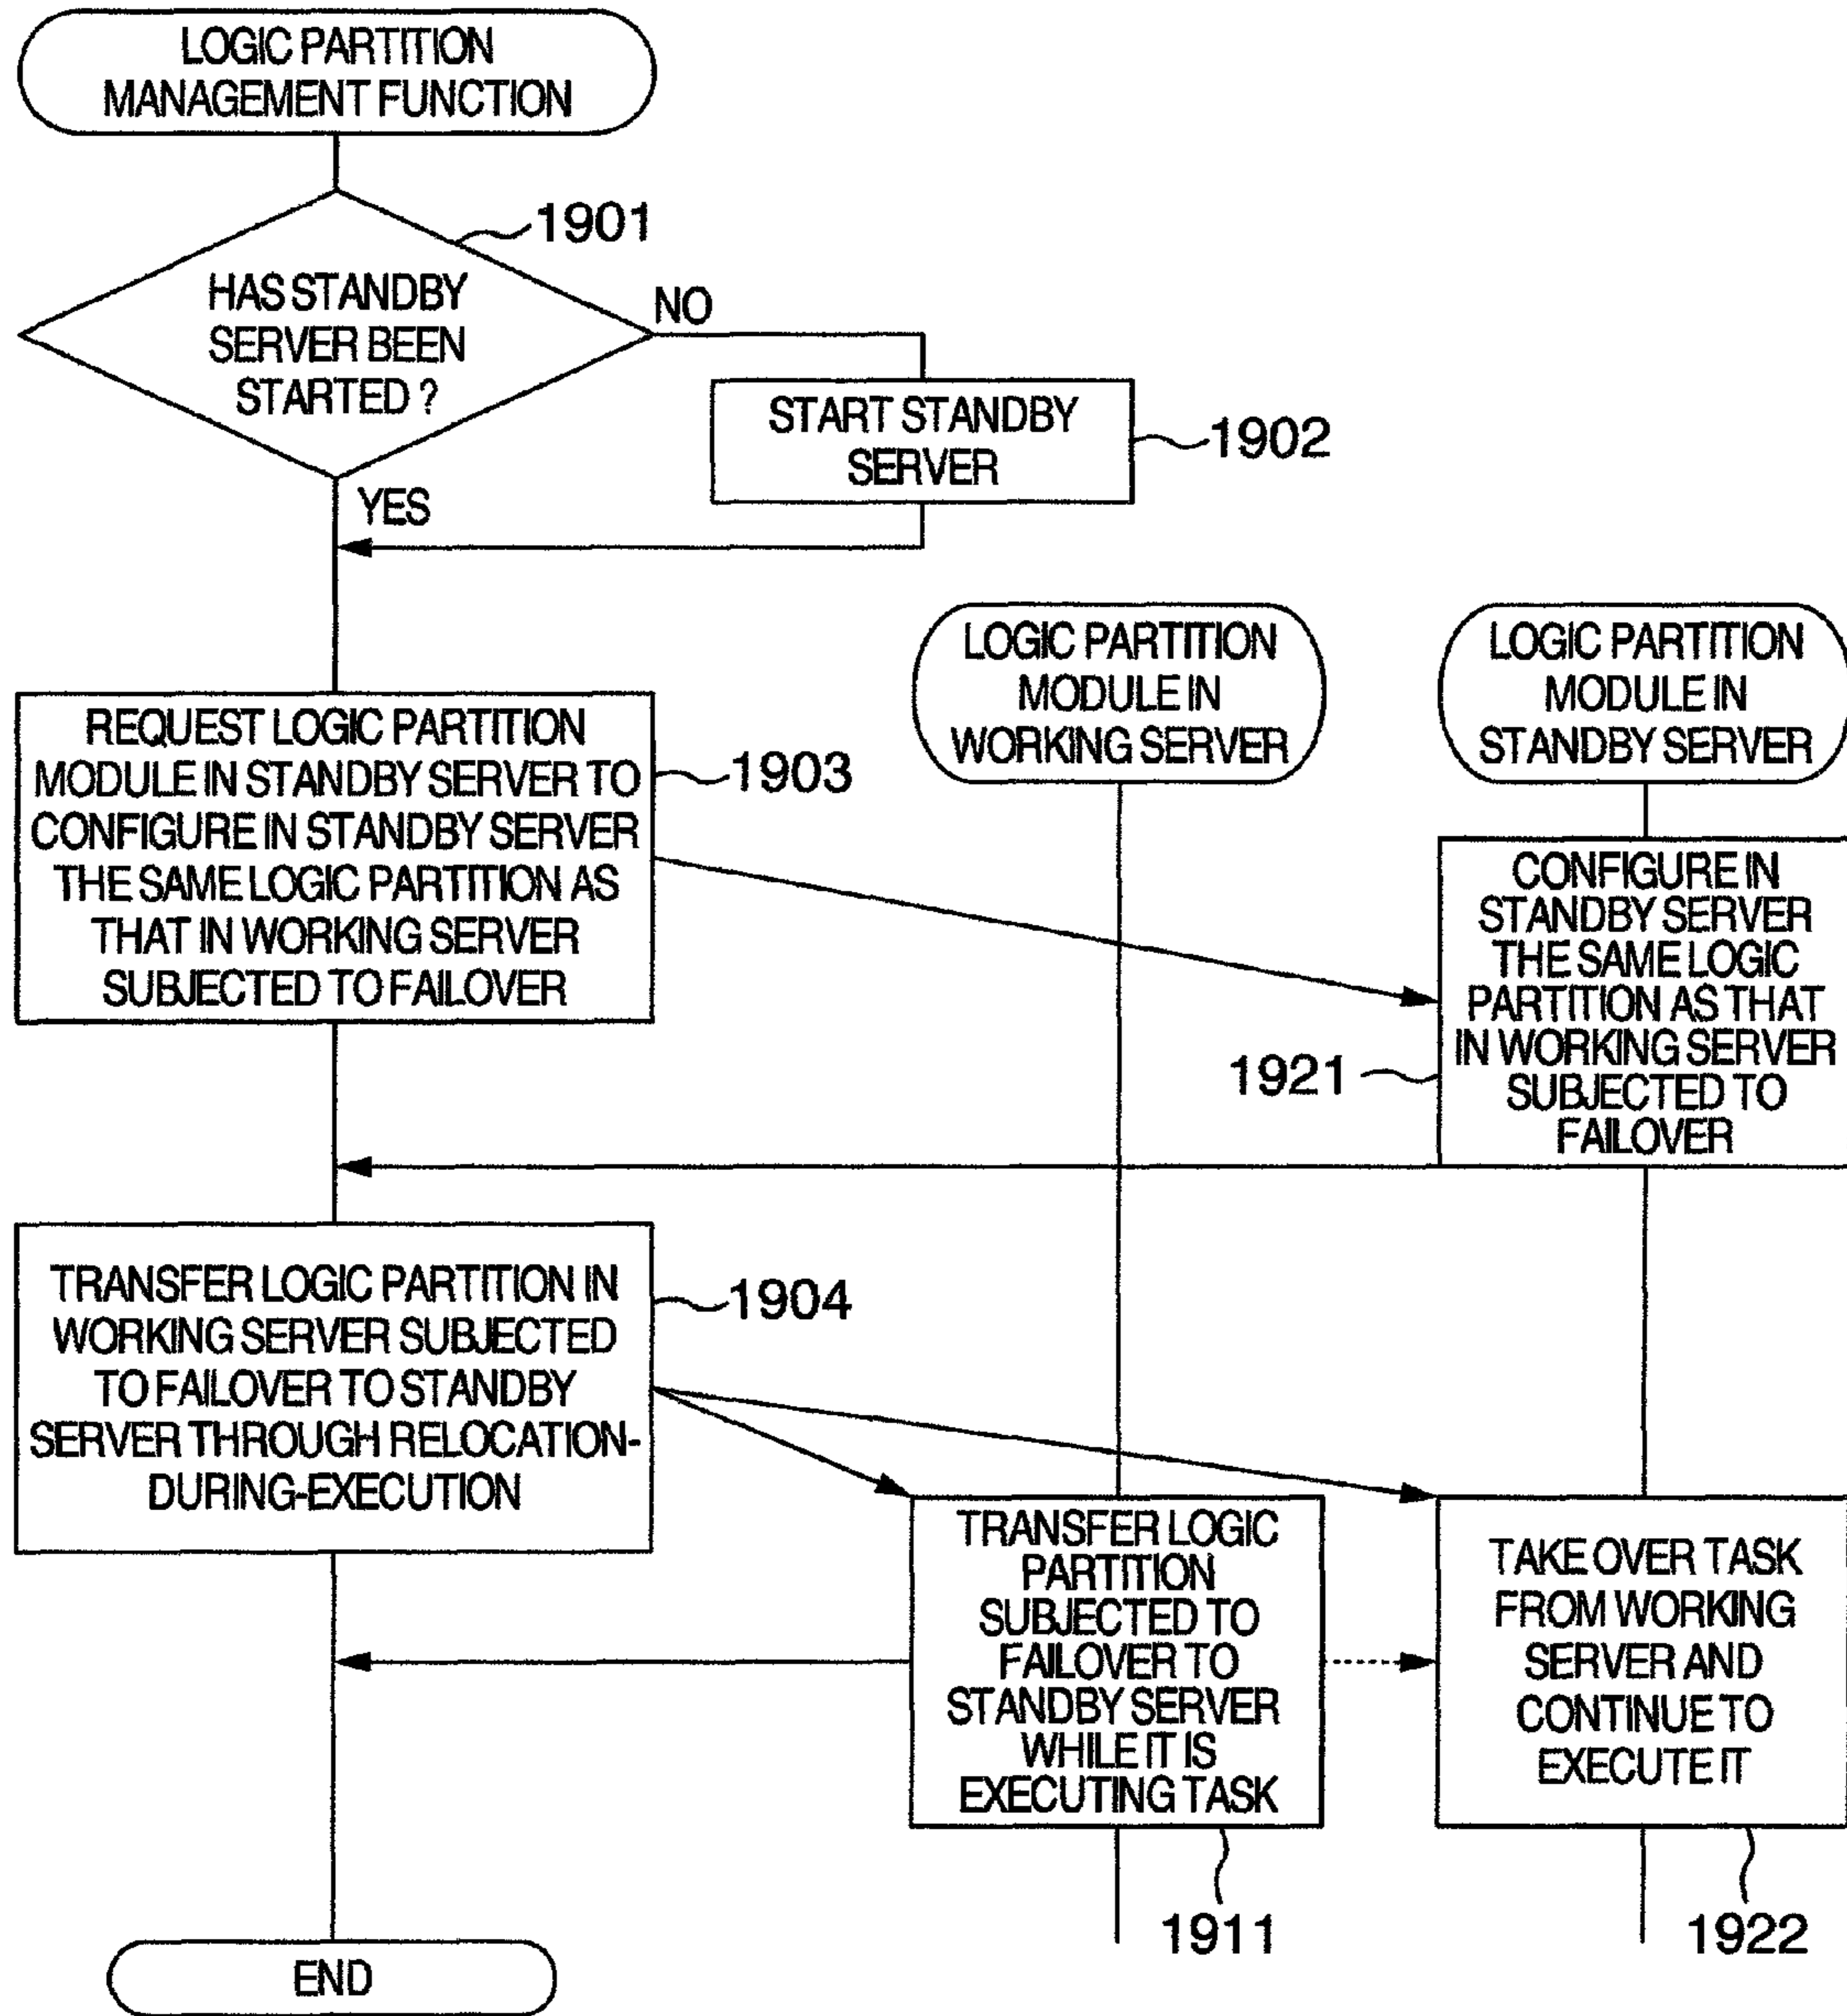 LOGIC PARTITION
MANAGEMENT FUNCTION
1901
HAS STANDBY
SERVER BEEN
STARTED ?
NO
START STANDBY
SERVER
1902
YES
LOGIC PARTITION
MODULE IN
WORKING SERVER
LOGIC PARTITION
MODULE IN
STANDBY SERVER
REQUEST LOGIC PARTITION
MODULE IN STANDBY SERVER TO
CONFIGURE IN STANDBY SERVER
THE SAME LOGIC PARTITION AS
THAT IN WORKING SERVER
SUBJECTED TO FAILOVER
1903
CONFIGURE IN
STANDBY SERVER
THE SAME LOGIC
PARTITION AS THAT
IN WORKING SERVER
SUBJECTED TO
FAILOVER
1921
TRANSFER LOGIC PARTITION IN
WORKING SERVER SUBJECTED
TO FAILOVER TO STANDBY
SERVER THROUGH RELOCATION-
DURING-EXECUTION
1904
TRANSFER LOGIC
PARTITION
SUBJECTED TO
FAILOVER TO
STANDBY SERVER
WHILE IT IS
EXECUTING TASK
1911
TAKE OVER TASK
FROM WORKING
SERVER AND
CONTINUE TO
EXECUTE IT
1922
END